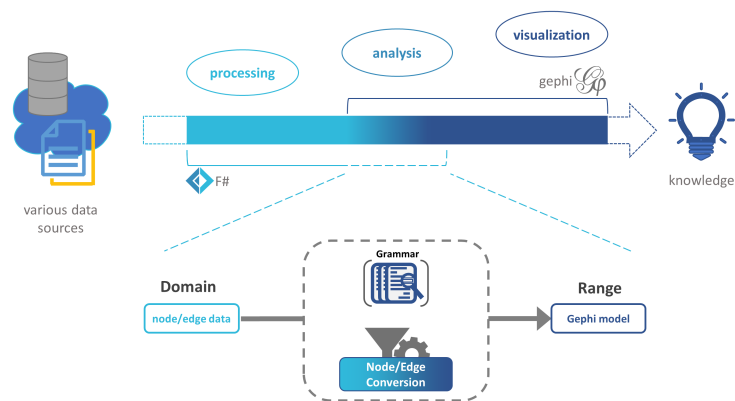 visualization
analysis
processing
gephi
F#
various data
sources
knowledge
Grammar
Domain
Range
node/edge data
Gephi model
Node/Edge
Conversion